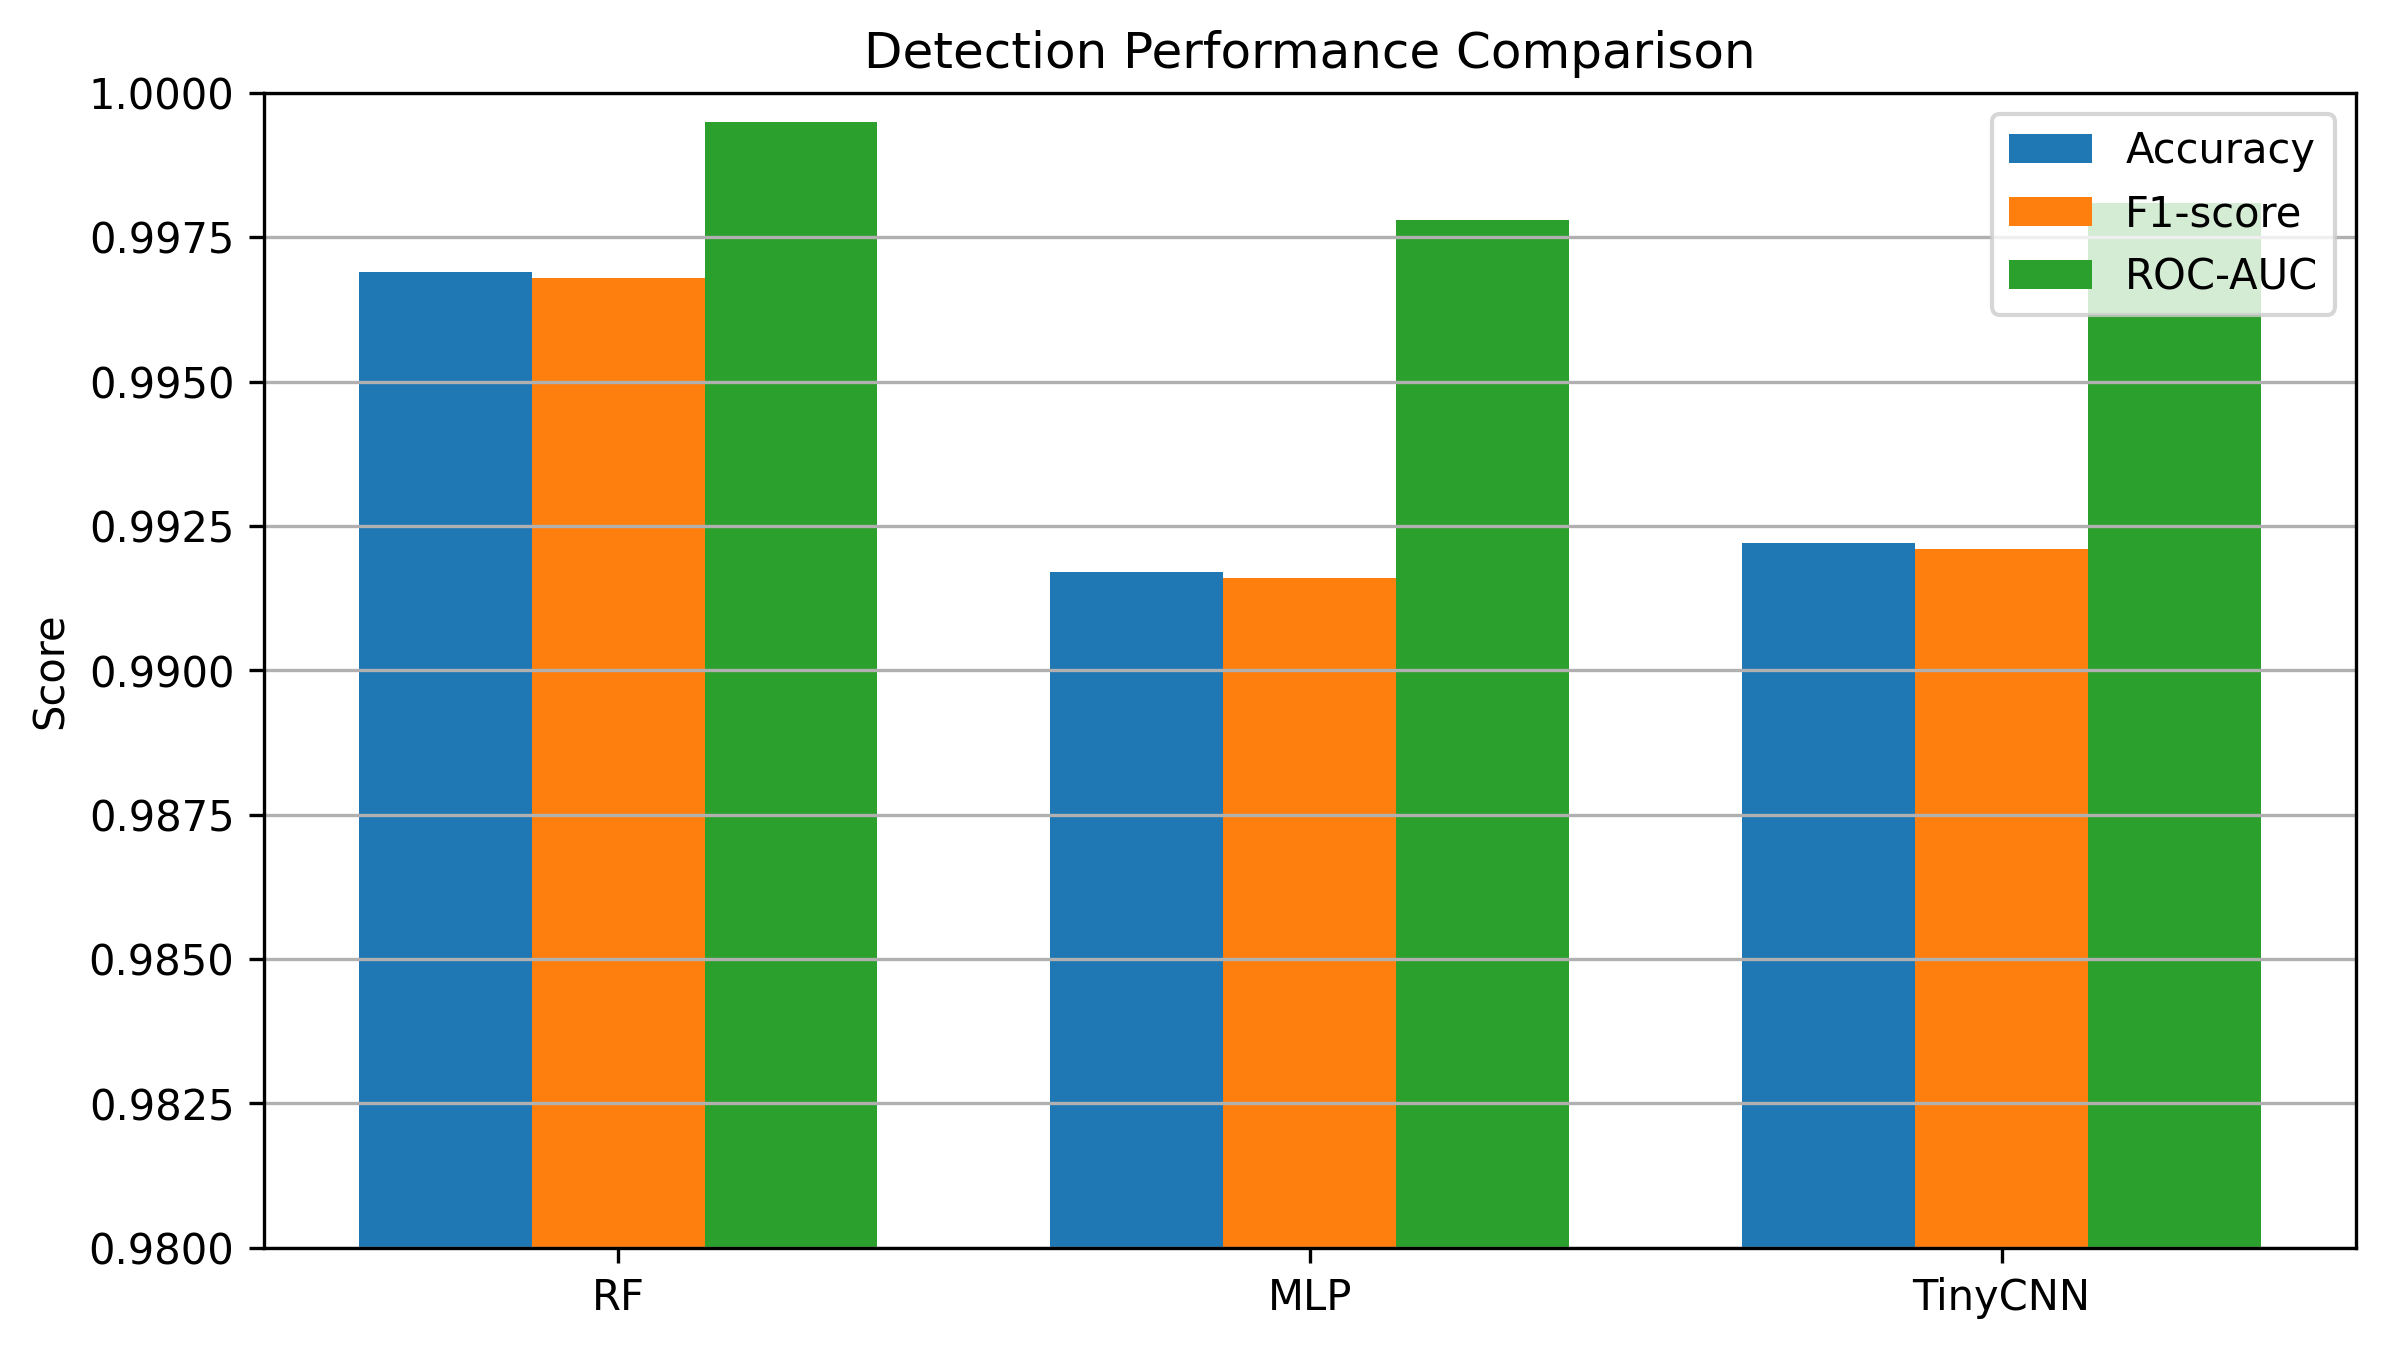 Detection Performance Comparison
1.0000
0.9975
0.9950
0.9925
0.9900
0.9875
0.9850
0.9825
0.9800
Score
Accuracy
F1-score
ROC-AUC
RF
MLP
TinyCNN